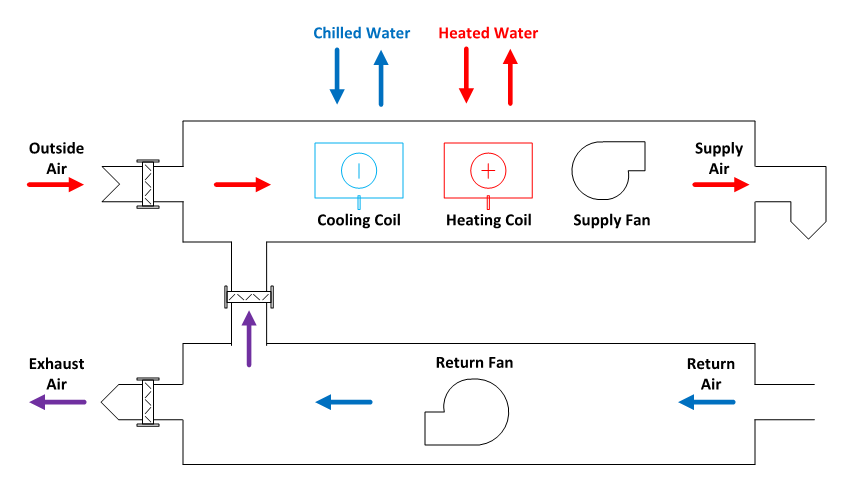 Chilled Water
Heated Water
Outside
Air
Supply
Air
Cooling Coil
Heating Coil
Supply Fan
Exhaust
Air
Return Fan
Return
Air